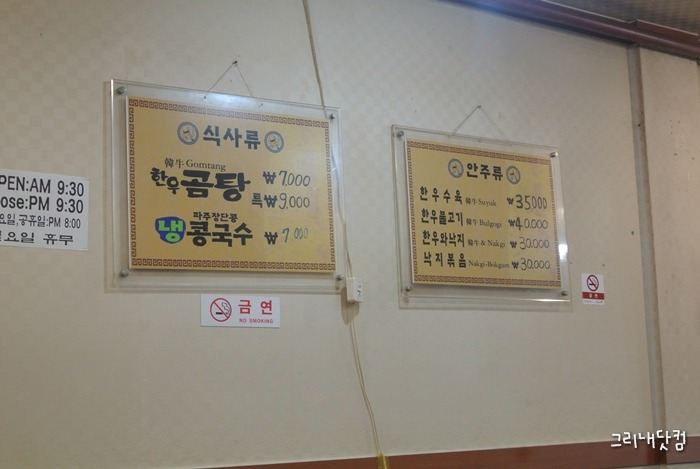 PEN:AM 9:30
ose:PM 9:30
요일,공휴일:PM 8:00
요일 휴무
식사류
韓牛 Gomtang
한우곰탕 ₩7,000
특₩9,000
파주장단콩
냉콩국수 ₩7,000
금연
NO SMOKING
안주류
한우수육 韓牛 Suyuk ₩35,000
한우불고기 韓牛 Bulgogi ₩40,000
한우와낙지 韓牛 & Nakgi ₩30,000
낙지볶음 Nakgi-Bokgum ₩30,000
금연
그리내닷컴